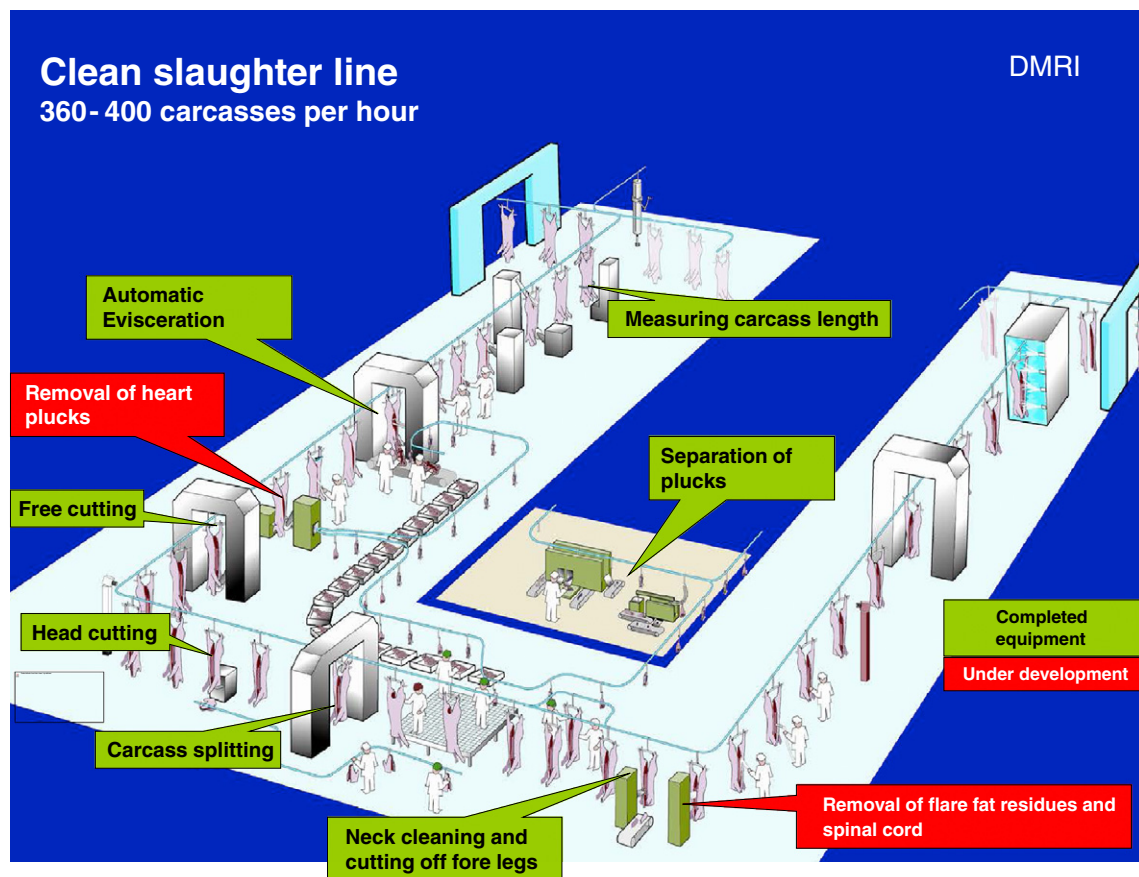 Clean slaughter line
360-400 carcasses per hour
DMRI
Automatic
Evisceration
Measuring carcass length
Removal of heart
plucks
Separation of
plucks
Free cutting
Head cutting
Completed
equipment
Under development
Carcass splitting
Removal of flare fat residues and
spinal cord
Neck cleaning and
cutting off fore legs